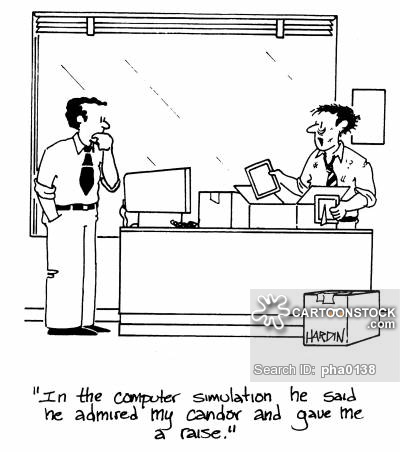 CARTOONSTOCK
.com
HARDIN!
Search ID: pha0138
"In the computer simulation he said
he admired my candor and gave me
a raise."